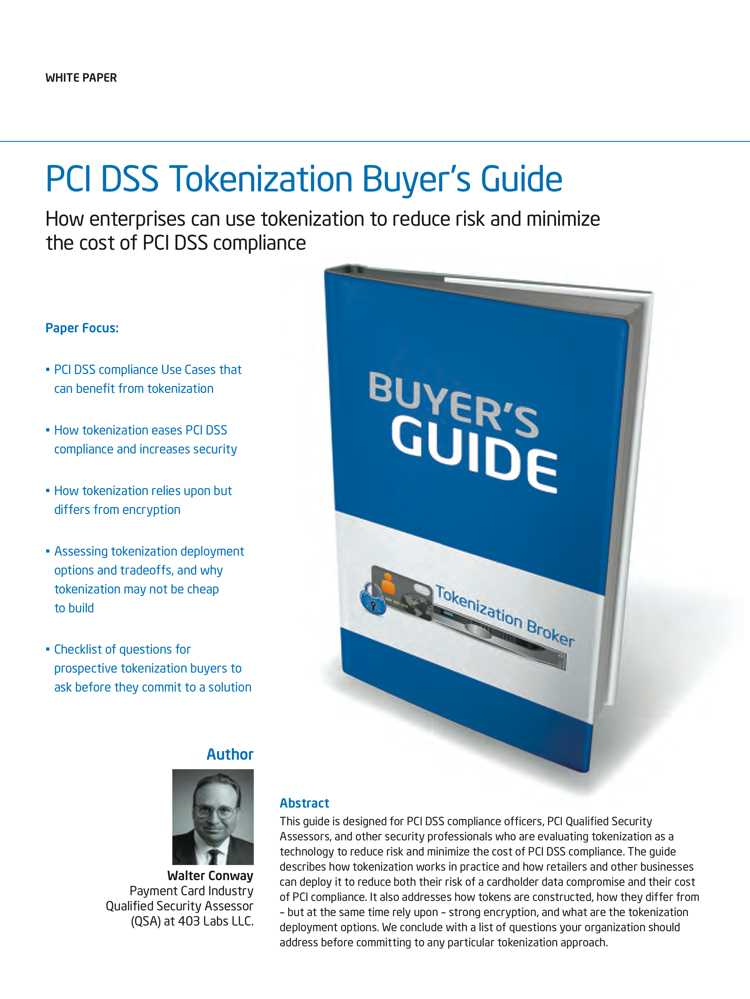 WHITE PAPER
PCI DSS Tokenization Buyer's Guide
How enterprises can use tokenization to reduce risk and minimize
the cost of PCI DSS compliance
Paper Focus:
▪ PCI DSS compliance Use Cases that
can benefit from tokenization
▪ How tokenization eases PCI DSS
compliance and increases security
▪ How tokenization relies upon but
differs from encryption
▪ Assessing tokenization deployment
options and tradeoffs, and why
tokenization may not be cheap
to build
▪ Checklist of questions for
prospective tokenization buyers to
ask before they commit to a solution
BUYER'S
GUIDE
Tokenization Broker
Author
Walter Conway
Payment Card Industry
Qualified Security Assessor
(QSA) at 403 Labs LLC.
Abstract
This guide is designed for PCI DSS compliance officers, PCI Qualified Security
Assessors, and other security professionals who are evaluating tokenization as a
technology to reduce risk and minimize the cost of PCI DSS compliance. The guide
describes how tokenization works in practice and how retailers and other businesses
can deploy it to reduce both their risk of a cardholder data compromise and their cost
of PCI compliance. It also addresses how tokens are constructed, how they differ from
– but at the same time rely upon – strong encryption, and what are the tokenization
deployment options. We conclude with a list of questions your organization should
address before committing to any particular tokenization approach.